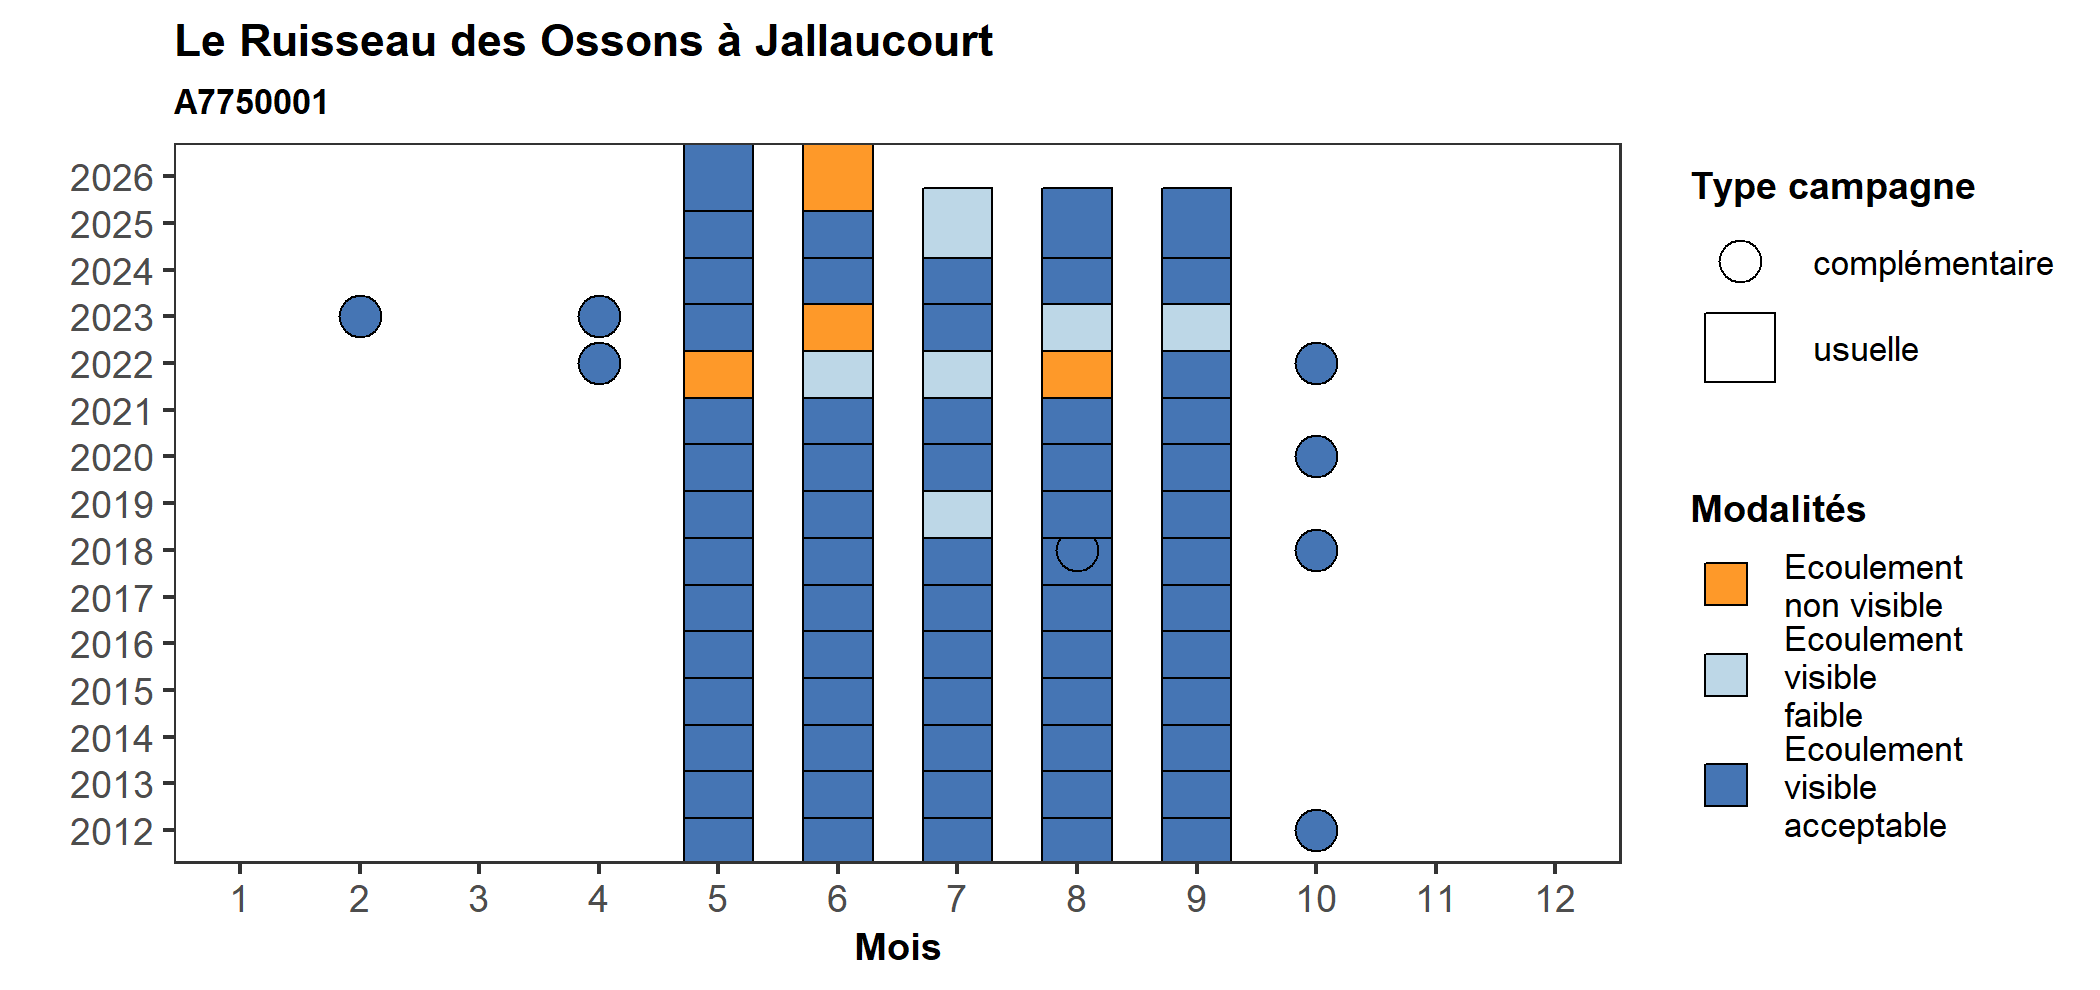 Le Ruisseau des Ossons à Jallaucourt
A7750001
2026
2025
2024
2023
2022
2021
2020
2019
2018
2017
2016
2015
2014
2013
2012
1 2 3 4 5 6 7 8 9 10 11 12
Mois
Type campagne
complémentaire
usuelle
Modalités
Ecoulement
non visible
Ecoulement
visible
faible
Ecoulement
visible
acceptable